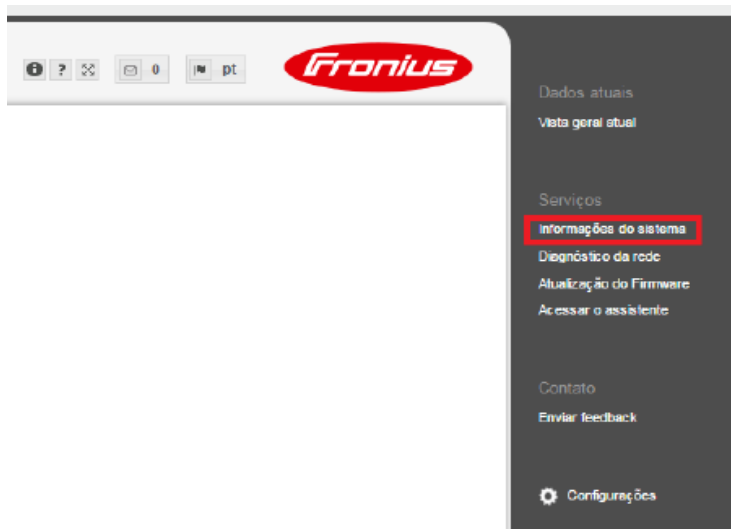 0
pt
Fronius
Dados atuais
Vista geral atual
Serviços
Informações do sistema
Diagnóstico da rede
Atualização do Firmware
Acessar o assistente
Contato
Enviar feedback
Configurações